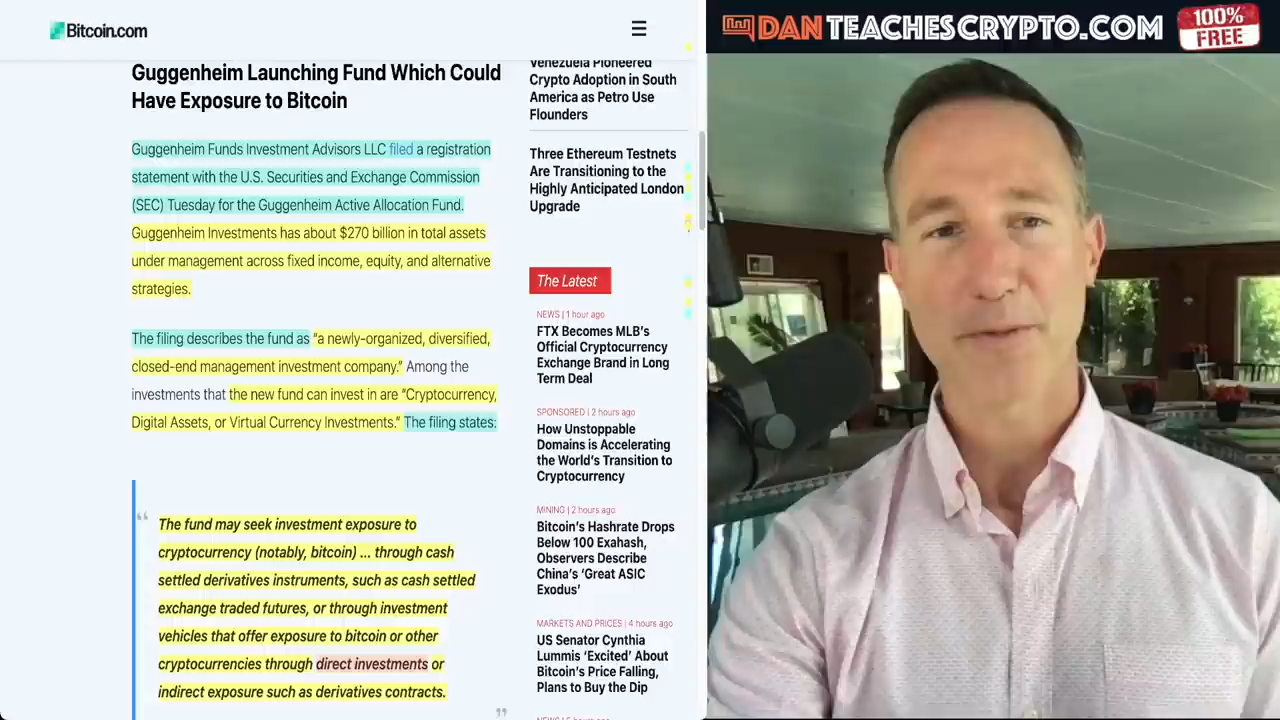 Bitcoin.com
Guggenheim Launching Fund Which Could
Have Exposure to Bitcoin
Guggenheim Funds Investment Advisors LLC filed a registration
statement with the U.S. Securities and Exchange Commission
(SEC) Tuesday for the Guggenheim Active Allocation Fund.
Guggenheim Investments has about $270 billion in total assets
under management across fixed income, equity, and alternative
strategies.
The filing describes the fund as “a newly-organized, diversified,
closed-end management investment company.” Among the
investments that the new fund can invest in are “Cryptocurrency,
Digital Assets, or Virtual Currency Investments.” The filing states:
“
The fund may seek investment exposure to
cryptocurrency (notably, bitcoin) ... through cash
settled derivatives instruments, such as cash settled
exchange traded futures, or through investment
vehicles that offer exposure to bitcoin or other
cryptocurrencies through direct investments or
indirect exposure such as derivatives contracts.
”
Venezuela Pioneered
Crypto Adoption in South
America as Petro Use
Flounders
Three Ethereum Testnets
Are Transitioning to the
Highly Anticipated London
Upgrade
The Latest
NEWS | 1 hour ago
FTX Becomes MLB’s
Official Cryptocurrency
Exchange Brand in Long
Term Deal
SPONSORED | 2 hours ago
How Unstoppable
Domains is Accelerating
the World’s Transition to
Cryptocurrency
MINING | 2 hours ago
Bitcoin’s Hashrate Drops
Below 100 Exahash,
Observers Describe
China’s ‘Great ASIC
Exodus’
MARKETS AND PRICES | 4 hours ago
US Senator Cynthia
Lummis ‘Excited’ About
Bitcoin’s Price Falling,
Plans to Buy the Dip
DANTEACHESCRYPTO.COM
100%
FREE